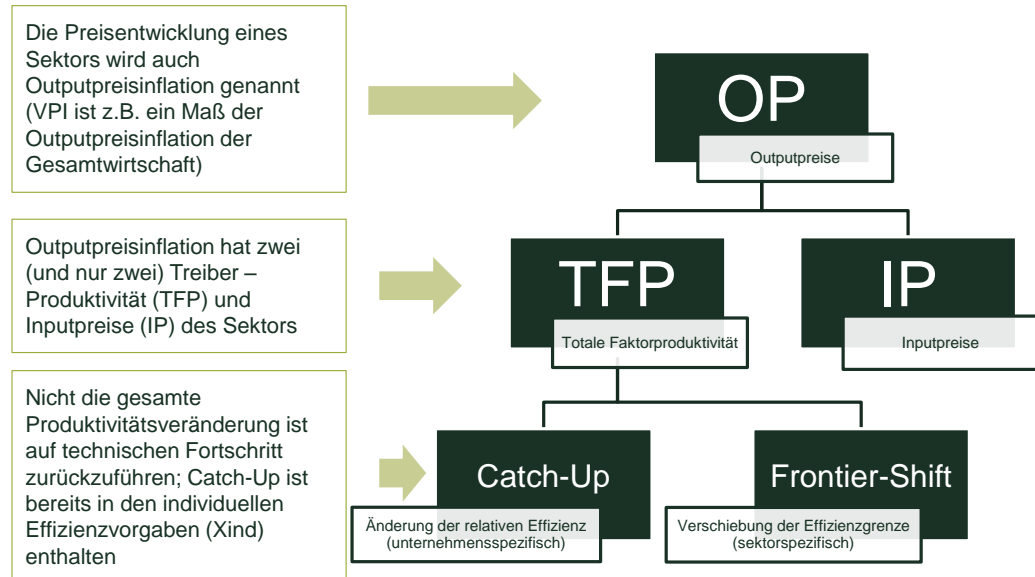 Die Preisentwicklung eines
Sektors wird auch
Outputpreisinflation genannt
(VPI ist z.B. ein Maß der
Outputpreisinflation der
Gesamtwirtschaft)
OP
Outputpreise
Outputpreisinflation hat zwei
(und nur zwei) Treiber –
Produktivität (TFP) und
Inputpreise (IP) des Sektors
TFP
Totale Faktorproduktivität
IP
Inputpreise
Nicht die gesamte
Produktivitätsveränderung ist
auf technischen Fortschritt
zurückzuführen; Catch-Up ist
bereits in den individuellen
Effizienzvorgaben (Xind)
enthalten
Catch-Up
Änderung der relativen Effizienz
(unternehmensspezifisch)
Frontier-Shift
Verschiebung der Effizienzgrenze
(sektorspezifisch)